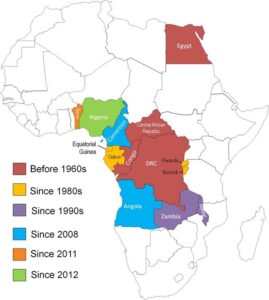 Egypt
Nigeria
Cameroon
Central African
Republic
Equatorial
Guinea
Gabon
Congo
DRC
Rwanda
Burundi
Angola
Zambia
Before 1960s
Since 1980s
Since 1990s
Since 2008
Since 2011
Since 2012